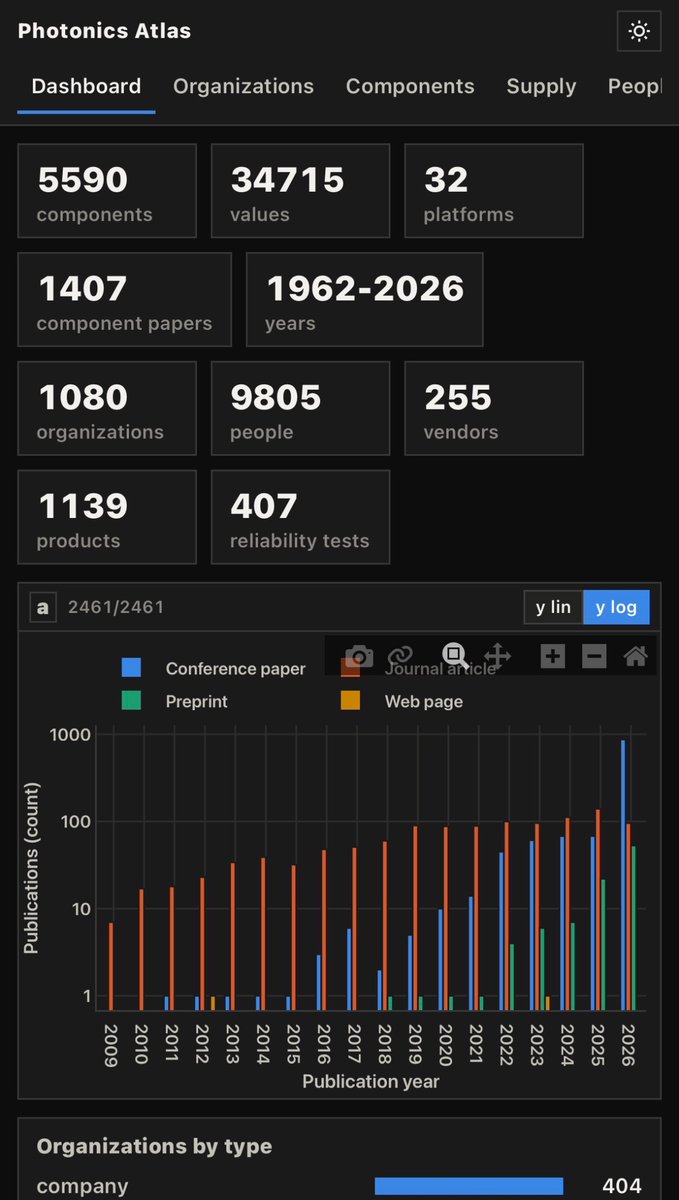 Photonics Atlas
Dashboard Organizations Components Supply Peopl
5590 34715 32
components values platforms
1407 1962-2026
component papers years
1080 9805 255
organizations people vendors
1139 407
products reliability tests
a 2461/2461 y lin y log
Conference paper Journal article
Preprint Web page
1000
100
10
1
Publications (count)
2009 2010 2011 2012 2013 2014 2015 2016 2017 2018 2019 2020 2021 2022 2023 2024 2025 2026
Publication year
Organizations by type
company 404